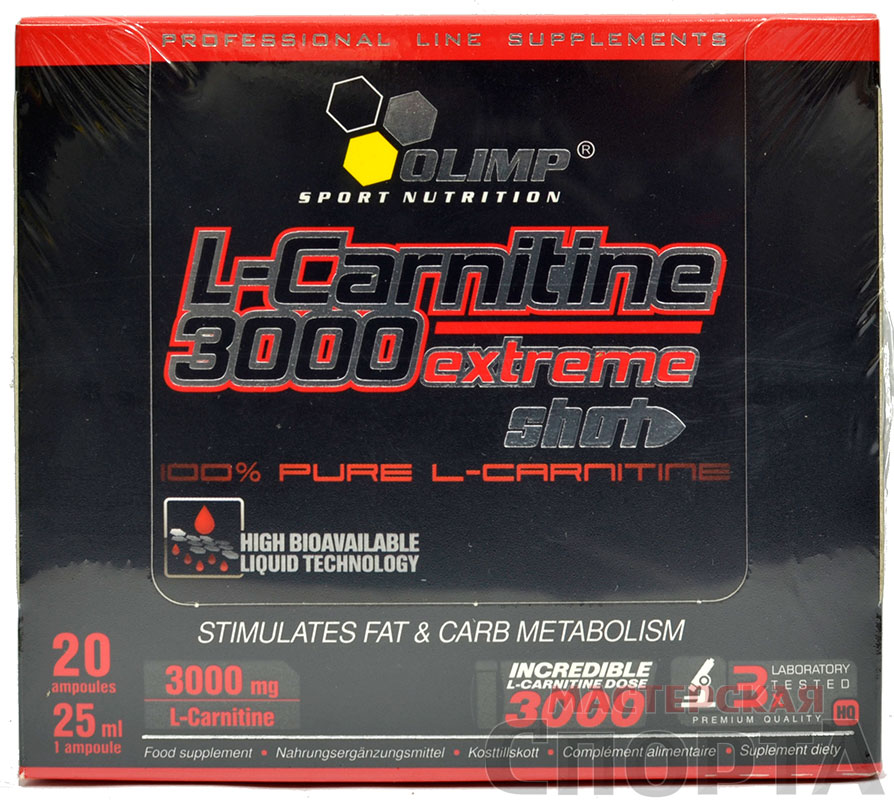 PROFESSIONAL LINE SUPPLEMENTS
OLIMP®
SPORT NUTRITION
L-Carnitine
3000 extreme
shot
100% PURE L-CARNITINE
HIGH BIOAVAILABLE
LIQUID TECHNOLOGY
STIMULATES FAT & CARB METABOLISM
20
ampoules
25 ml
1 ampoule
3000 mg
L-Carnitine
INCREDIBLE
L-CARNITINE DOSE
3000
3X
LABORATORY
TESTED
PREMIUM QUALITY
HQ
МАСТЕРСКАЯ
СПОРТА
Food supplement • Nahrungsergänzungsmittel • Kosttillskott • Complément alimentaire • Suplement diety